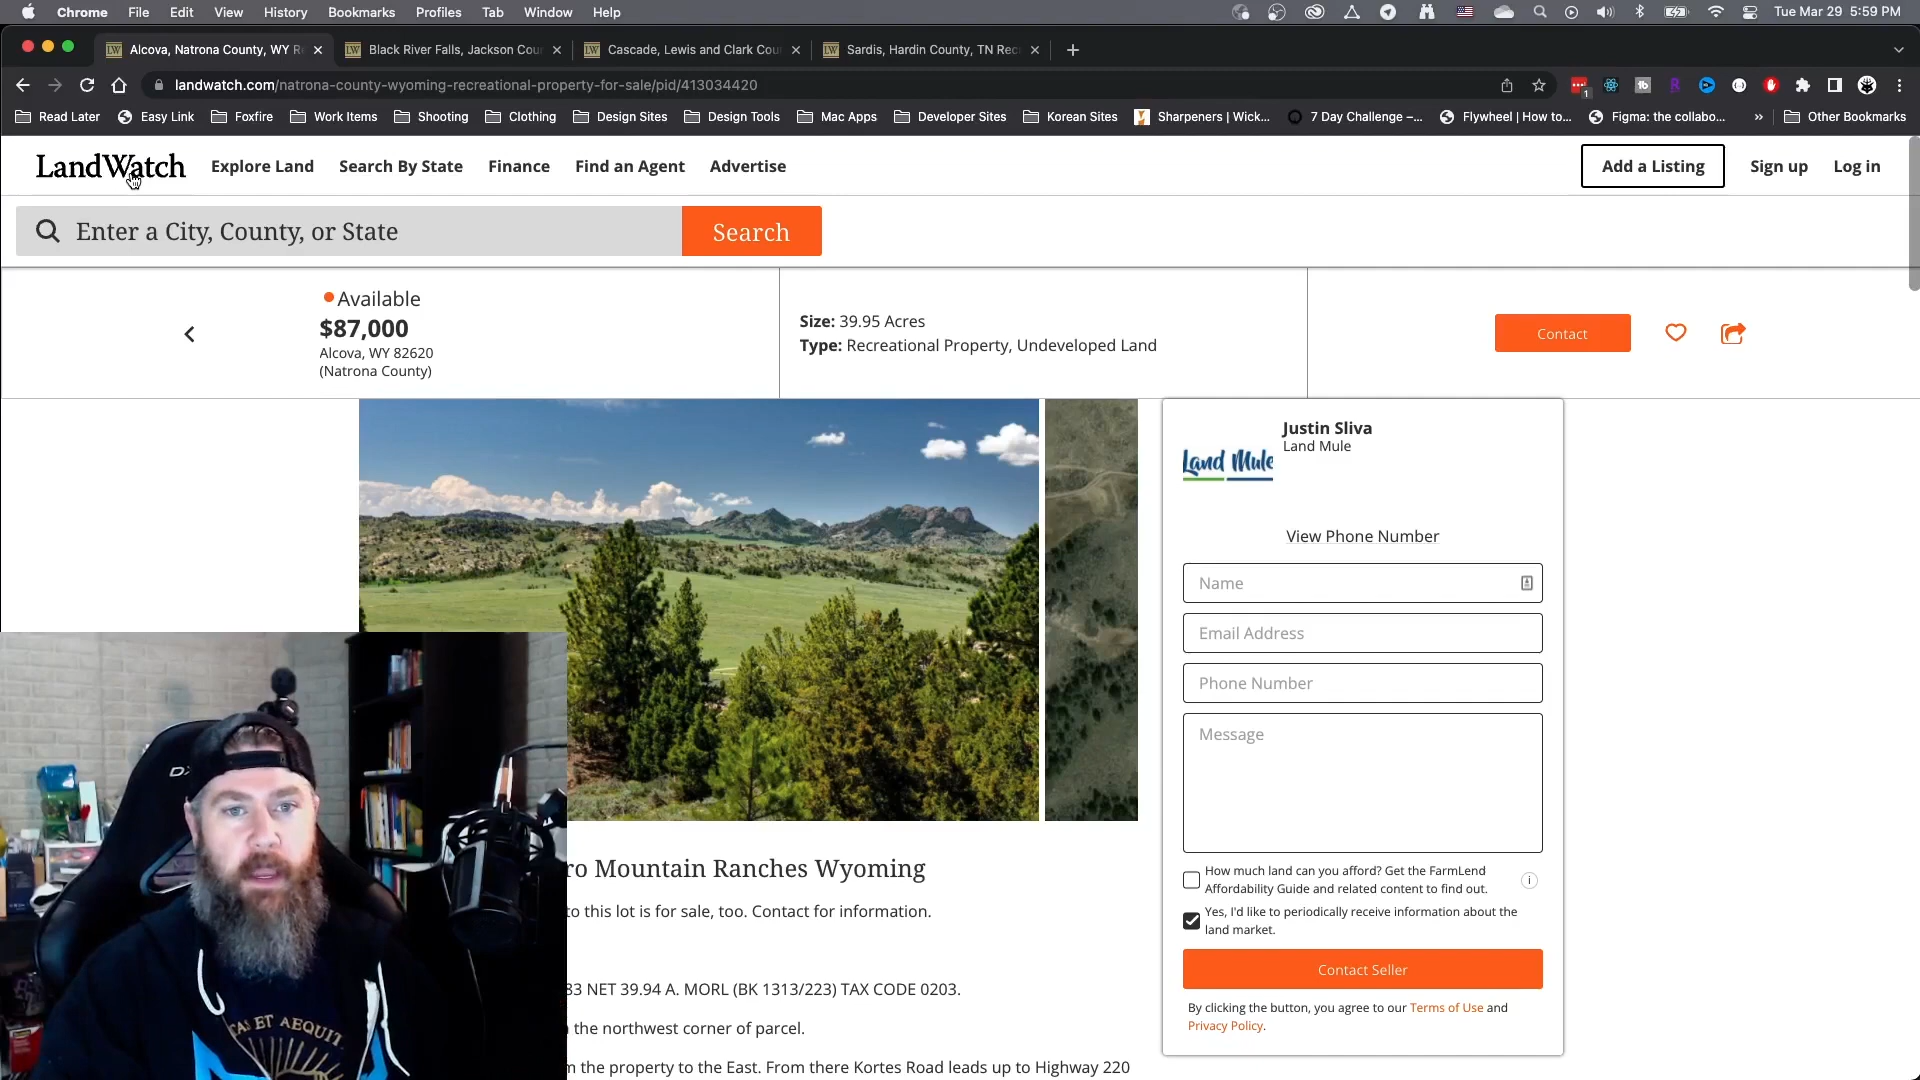 Chrome File Edit View History Bookmarks Profiles Tab Window Help Tue Mar 29 5:59 PM
Alcova, Natrona County, WY R Black River Falls, Jackson Cou Cascade, Lewis and Clark Cou Sardis, Hardin County, TN Rec
landwatch.com/natrona-county-wyoming-recreational-property-for-sale/pid/413034420
Read Later Easy Link Foxfire Work Items Shooting Clothing Design Sites Design Tools Mac Apps Developer Sites Korean Sites Sharpeners | Wick... 7 Day Challenge –... Flywheel | How to... Figma: the collabo... » Other Bookmarks
LandWatch Explore Land Search By State Finance Find an Agent Advertise Add a Listing Sign up Log in
Enter a City, County, or State Search
Available
$87,000
Alcova, WY 82620
(Natrona County)
Size: 39.95 Acres
Type: Recreational Property, Undeveloped Land
Contact
Justin Sliva
Land Mule
Land Mule
View Phone Number
Name
Email Address
Phone Number
Message
How much land can you afford? Get the FarmLend
Affordability Guide and related content to find out.
Yes, I'd like to periodically receive information about the
land market.
Contact Seller
By clicking the button, you agree to our Terms of Use and
Privacy Policy.
ro Mountain Ranches Wyoming
to this lot is for sale, too. Contact for information.
83 NET 39.94 A. MORL (BK 1313/223) TAX CODE 0203.
the northwest corner of parcel.
m the property to the East. From there Kortes Road leads up to Highway 220
ET AEQUIT